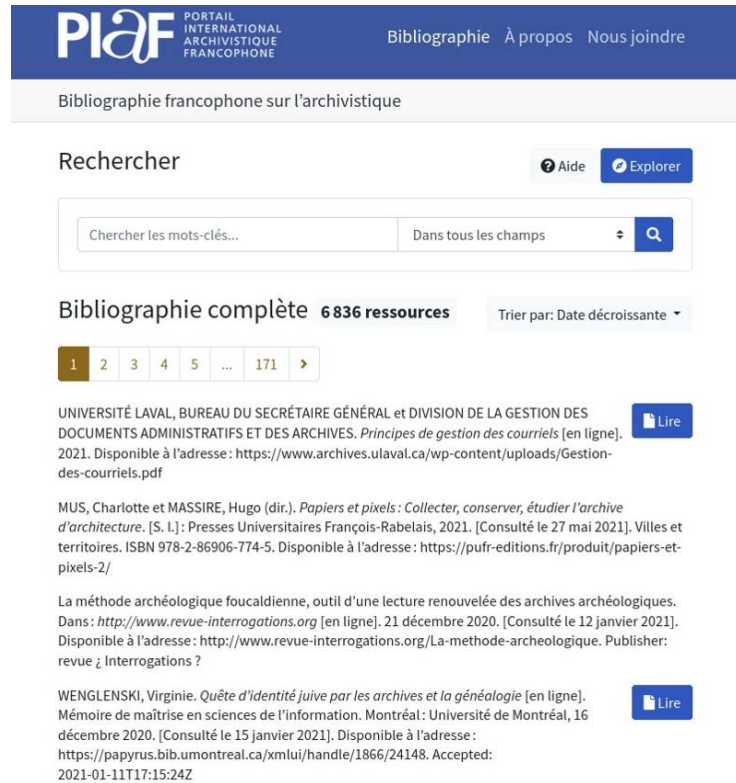 PIAF
PORTAIL
INTERNATIONAL
ARCHIVISTIQUE
FRANCOPHONE
Bibliographie À propos Nous joindre
Bibliographie francophone sur l'archivistique
Rechercher
Aide
Explorer
Chercher les mots-clés...
Dans tous les champs
Bibliographie complète 6 836 ressources
Trier par: Date décroissante
1 2 3 4 5 ... 171 >
UNIVERSITÉ LAVAL, BUREAU DU SECRÉTAIRE GÉNÉRAL et DIVISION DE LA GESTION DES
DOCUMENTS ADMINISTRATIFS ET DES ARCHIVES. Principes de gestion des courriels [en ligne].
2021. Disponible à l'adresse : https://www.archives.ulaval.ca/wp-content/uploads/Gestion-
des-courriels.pdf
Lire
MUS, Charlotte et MASSIRE, Hugo (dir.). Papiers et pixels : Collecter, conserver, étudier l'archive
d'architecture. [S. l.] : Presses Universitaires François-Rabelais, 2021. [Consulté le 27 mai 2021]. Villes et
territoires. ISBN 978-2-86906-774-5. Disponible à l'adresse : https://pufr-editions.fr/produit/papiers-et-
pixels-2/
La méthode archéologique foucaldienne, outil d'une lecture renouvelée des archives archéologiques.
Dans : http://www.revue-interrogations.org [en ligne]. 21 décembre 2020. [Consulté le 12 janvier 2021].
Disponible à l'adresse : http://www.revue-interrogations.org/La-methode-archeologique. Publisher:
revue ¿ Interrogations ?
WENGLENSKI, Virginie. Quête d'identité juive par les archives et la généalogie [en ligne].
Mémoire de maîtrise en sciences de l'information. Montréal : Université de Montréal, 16
décembre 2020. [Consulté le 15 janvier 2021]. Disponible à l'adresse :
https://papyrus.bib.umontreal.ca/xmlui/handle/1866/24148. Accepted:
2021-01-11T17:15:24Z
Lire